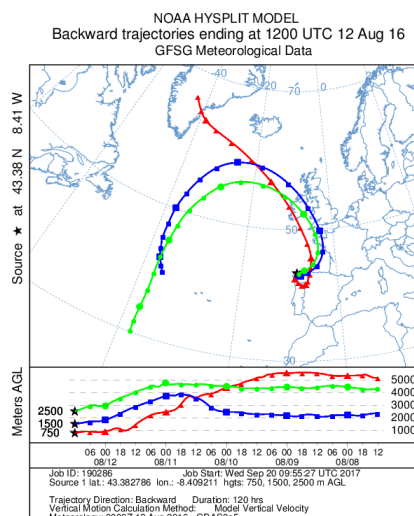 NOAA HYSPLIT MODEL
Backward trajectories ending at 1200 UTC 12 Aug 16
GFSG Meteorological Data
Source ★ at 43.38 N 8.41 W
40
20
70
0
50
30
Meters AGL
2500
1500
750
5000
4000
3000
2000
1000
06 00 18 12 06 00 18 12 06 00 18 12 06 00 18 12 06 00 18 12
08/12 08/11 08/10 08/09 08/08
Job ID: 190286 Job Start: Wed Sep 20 09:55:27 UTC 2017
Source 1 lat.: 43.382786 lon.: -8.409211 hgts: 750, 1500, 2500 m AGL
Trajectory Direction: Backward Duration: 120 hrs
Vertical Motion Calculation Method: Model Vertical Velocity